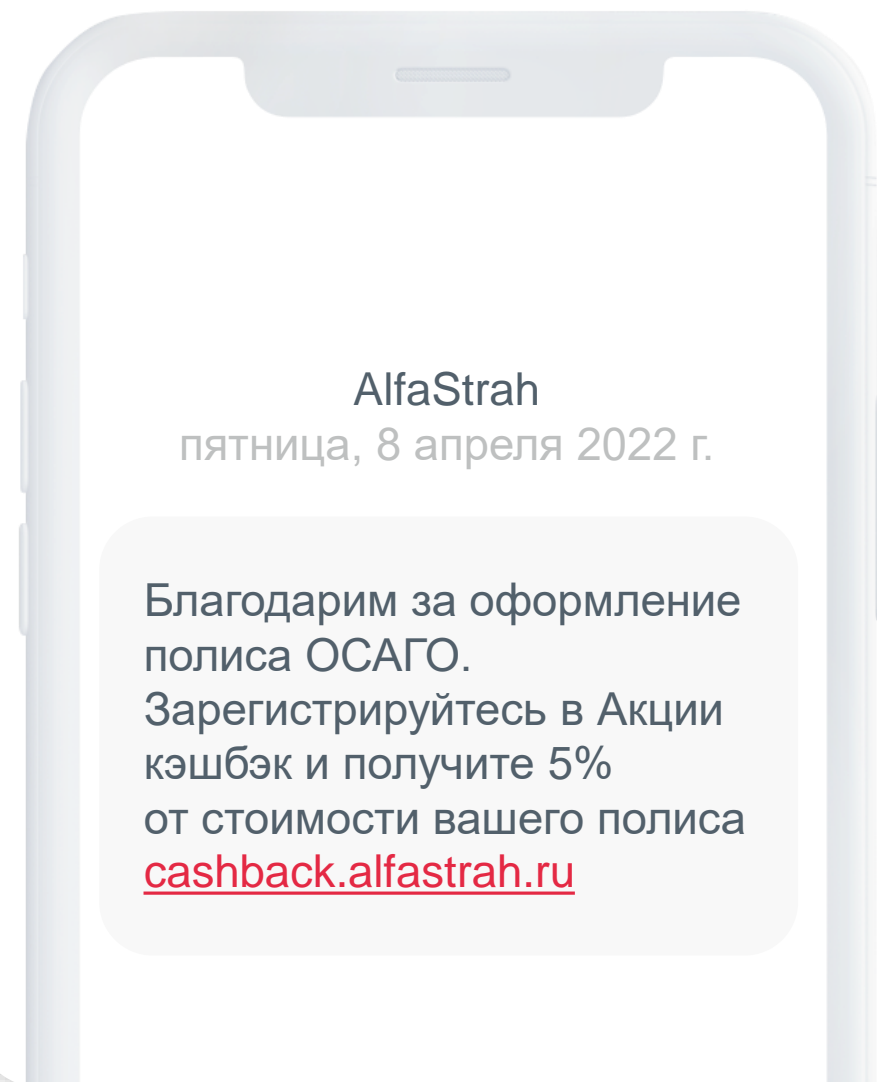 AlfaStrah
пятница, 8 апреля 2022 г.
Благодарим за оформление
полиса ОСАГО.
Зарегистрируйтесь в Акции
кэшбэк и получите 5%
от стоимости вашего полиса
cashback.alfastrah.ru